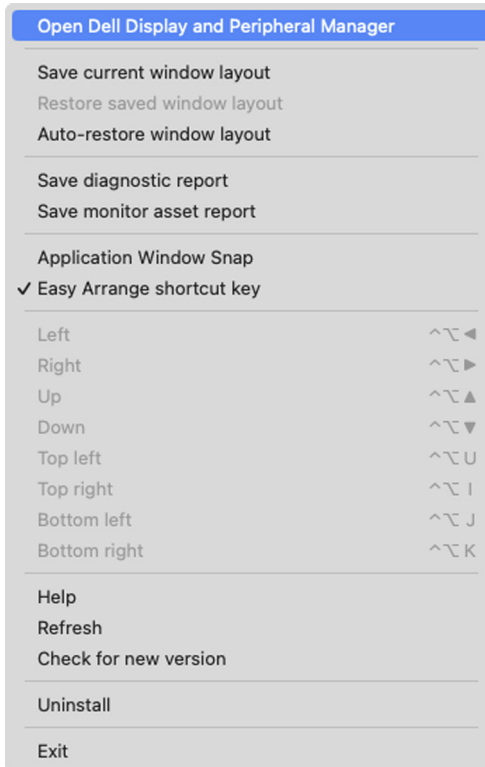 Open Dell Display and Peripheral Manager
Save current window layout
Restore saved window layout
Auto-restore window layout
Save diagnostic report
Save monitor asset report
Application Window Snap
✓ Easy Arrange shortcut key
Left ^⌥◀
Right ^⌥▶
Up ^⌥▲
Down ^⌥▼
Top left ^⌥U
Top right ^⌥I
Bottom left ^⌥J
Bottom right ^⌥K
Help
Refresh
Check for new version
Uninstall
Exit